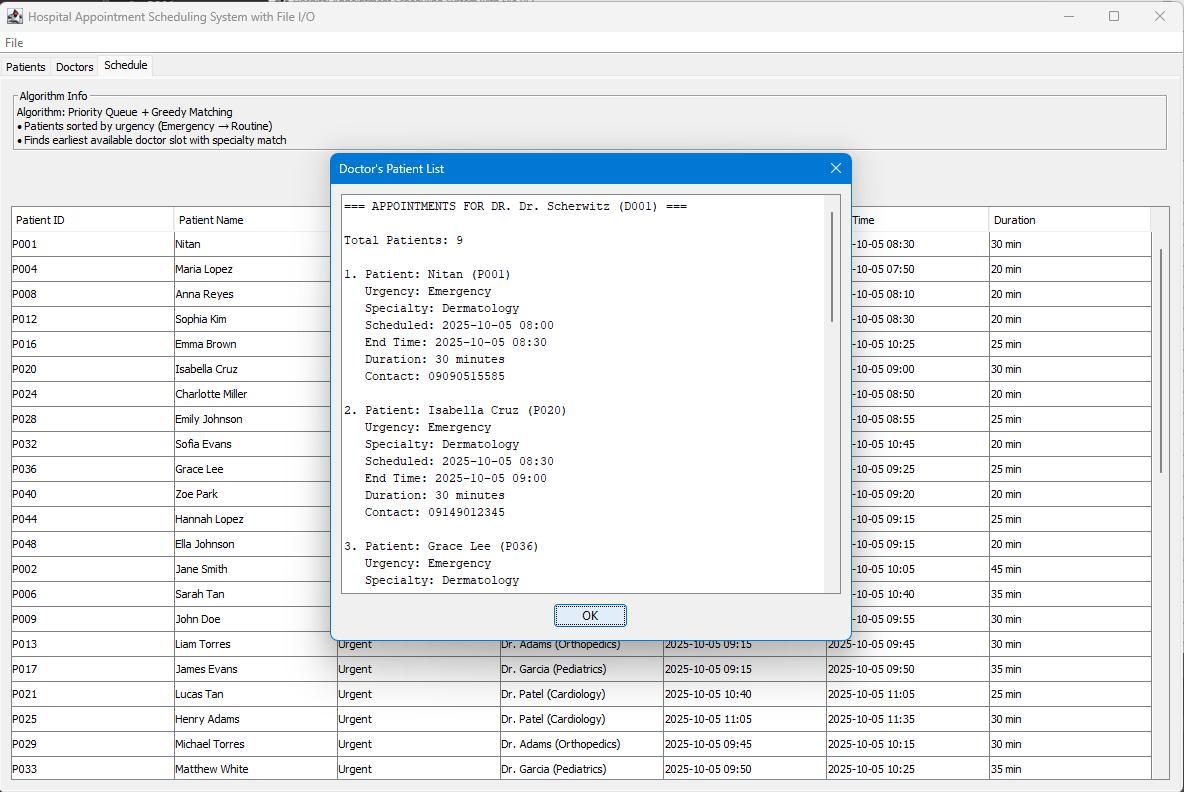 Hospital Appointment Scheduling System with File I/O
File
Patients Doctors Schedule
Algorithm Info
Algorithm: Priority Queue + Greedy Matching
• Patients sorted by urgency (Emergency → Routine)
• Finds earliest available doctor slot with specialty match
Doctor's Patient List
=== APPOINTMENTS FOR DR. Dr. Scherwitz (D001) ===
Total Patients: 9
1. Patient: Nitan (P001)
Urgency: Emergency
Specialty: Dermatology
Scheduled: 2025-10-05 08:00
End Time: 2025-10-05 08:30
Duration: 30 minutes
Contact: 09090515585
2. Patient: Isabella Cruz (P020)
Urgency: Emergency
Specialty: Dermatology
Scheduled: 2025-10-05 08:30
End Time: 2025-10-05 09:00
Duration: 30 minutes
Contact: 09149012345
3. Patient: Grace Lee (P036)
Urgency: Emergency
Specialty: Dermatology
OK
Patient ID Patient Name Time Duration
P001 Nitan -10-05 08:30 30 min
P004 Maria Lopez -10-05 07:50 20 min
P008 Anna Reyes -10-05 08:10 20 min
P012 Sophia Kim -10-05 08:30 20 min
P016 Emma Brown -10-05 10:25 25 min
P020 Isabella Cruz -10-05 09:00 30 min
P024 Charlotte Miller -10-05 08:50 20 min
P028 Emily Johnson -10-05 08:55 25 min
P032 Sofia Evans -10-05 10:45 20 min
P036 Grace Lee -10-05 09:25 25 min
P040 Zoe Park -10-05 09:20 20 min
P044 Hannah Lopez -10-05 09:15 25 min
P048 Ella Johnson -10-05 09:15 20 min
P002 Jane Smith -10-05 10:05 45 min
P006 Sarah Tan -10-05 10:40 35 min
P009 John Doe -10-05 09:55 30 min
P013 Liam Torres Urgent Dr. Adams (Orthopedics) 2025-10-05 09:15 2025-10-05 09:45 30 min
P017 James Evans Urgent Dr. Garcia (Pediatrics) 2025-10-05 09:15 2025-10-05 09:50 35 min
P021 Lucas Tan Urgent Dr. Patel (Cardiology) 2025-10-05 10:40 2025-10-05 11:05 25 min
P025 Henry Adams Urgent Dr. Patel (Cardiology) 2025-10-05 11:05 2025-10-05 11:35 30 min
P029 Michael Torres Urgent Dr. Adams (Orthopedics) 2025-10-05 09:45 2025-10-05 10:15 30 min
P033 Matthew White Urgent Dr. Garcia (Pediatrics) 2025-10-05 09:50 2025-10-05 10:25 35 min